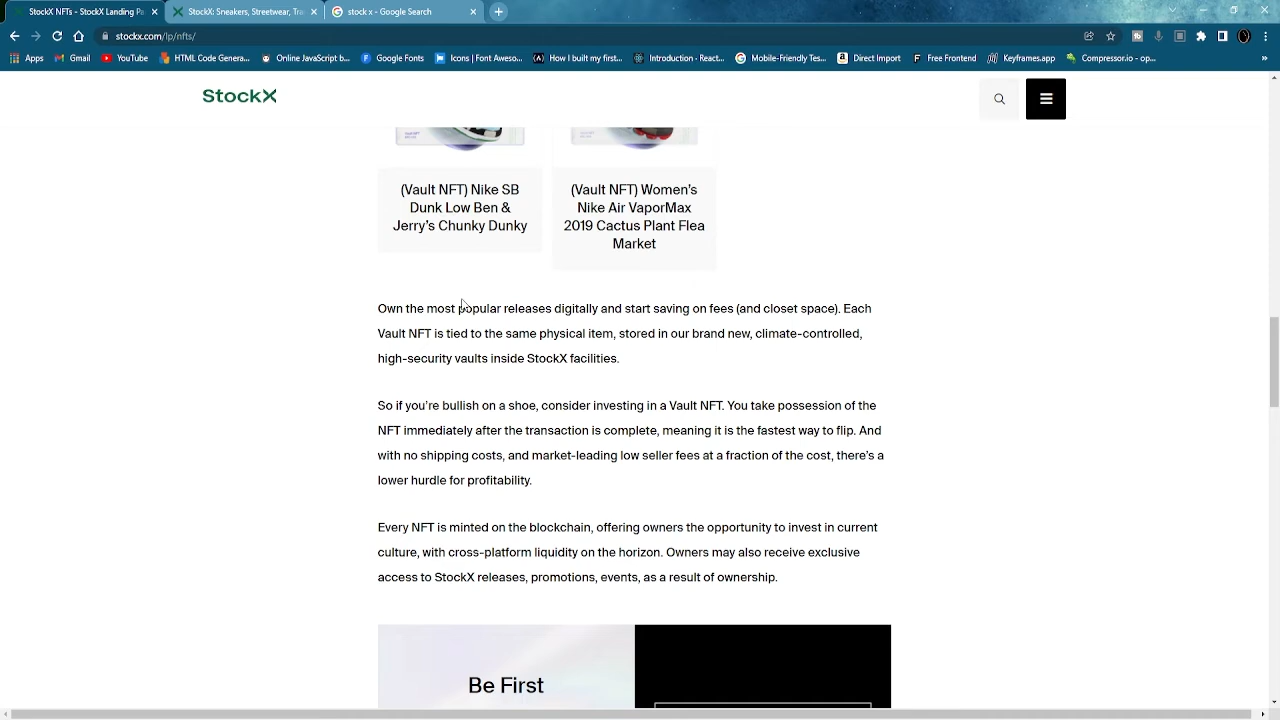 StockX NFTs - StockX Landing Pa
StockX: Sneakers, Streetwear, Tra
stock x - Google Search
stockx.com/lp/nfts/
Apps
Gmail
YouTube
HTML Code Genera...
Online JavaScript b...
Google Fonts
Icons | Font Aweso...
How I built my first...
Introduction - React...
Mobile-Friendly Tes...
Direct Import
Free Frontend
Keyframes.app
Compressor.io - op...
StockX
(Vault NFT) Nike SB
Dunk Low Ben &
Jerry's Chunky Dunky
(Vault NFT) Women's
Nike Air VaporMax
2019 Cactus Plant Flea
Market
Own the most popular releases digitally and start saving on fees (and closet space). Each
Vault NFT is tied to the same physical item, stored in our brand new, climate-controlled,
high-security vaults inside StockX facilities.
So if you're bullish on a shoe, consider investing in a Vault NFT. You take possession of the
NFT immediately after the transaction is complete, meaning it is the fastest way to flip. And
with no shipping costs, and market-leading low seller fees at a fraction of the cost, there's a
lower hurdle for profitability.
Every NFT is minted on the blockchain, offering owners the opportunity to invest in current
culture, with cross-platform liquidity on the horizon. Owners may also receive exclusive
access to StockX releases, promotions, events, as a result of ownership.
Be First